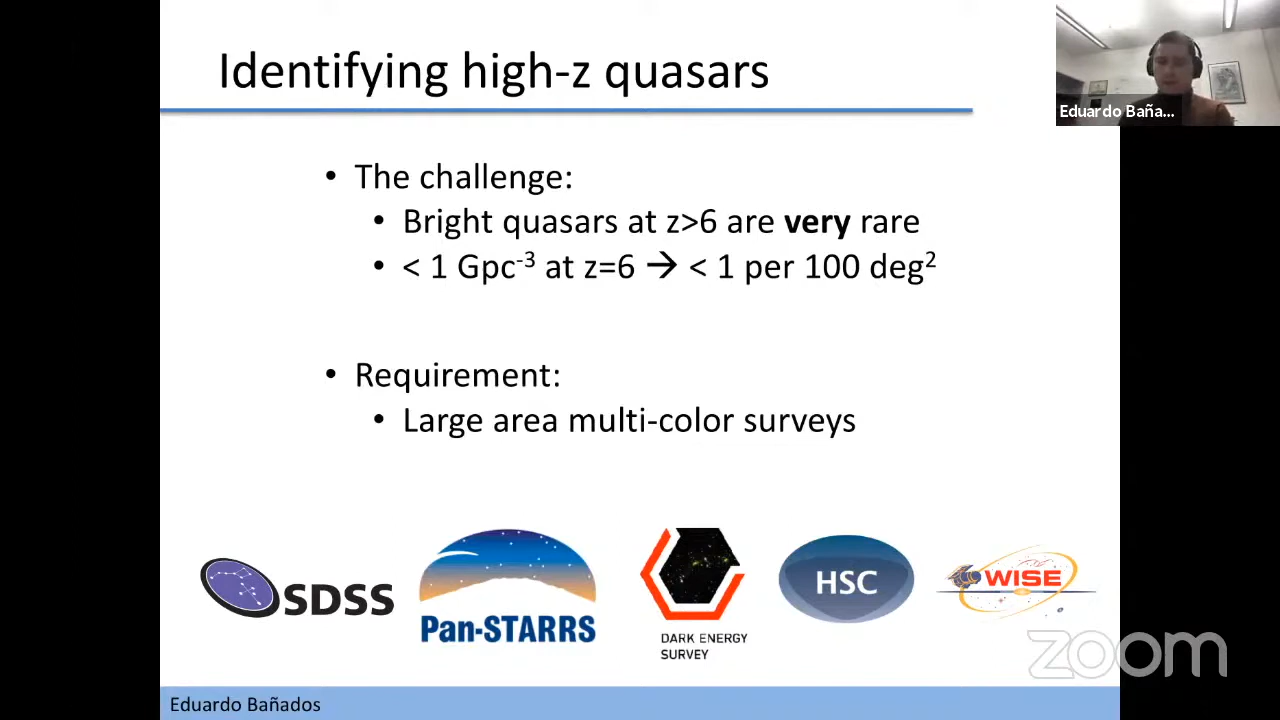 Identifying high-z quasars
Eduardo Baña...
• The challenge:
• Bright quasars at z>6 are very rare
• < 1 Gpc⁻³ at z=6 → < 1 per 100 deg²
• Requirement:
• Large area multi-color surveys
SDSS
Pan-STARRS
DARK ENERGY
SURVEY
HSC
WISE
zoom
Eduardo Bañados